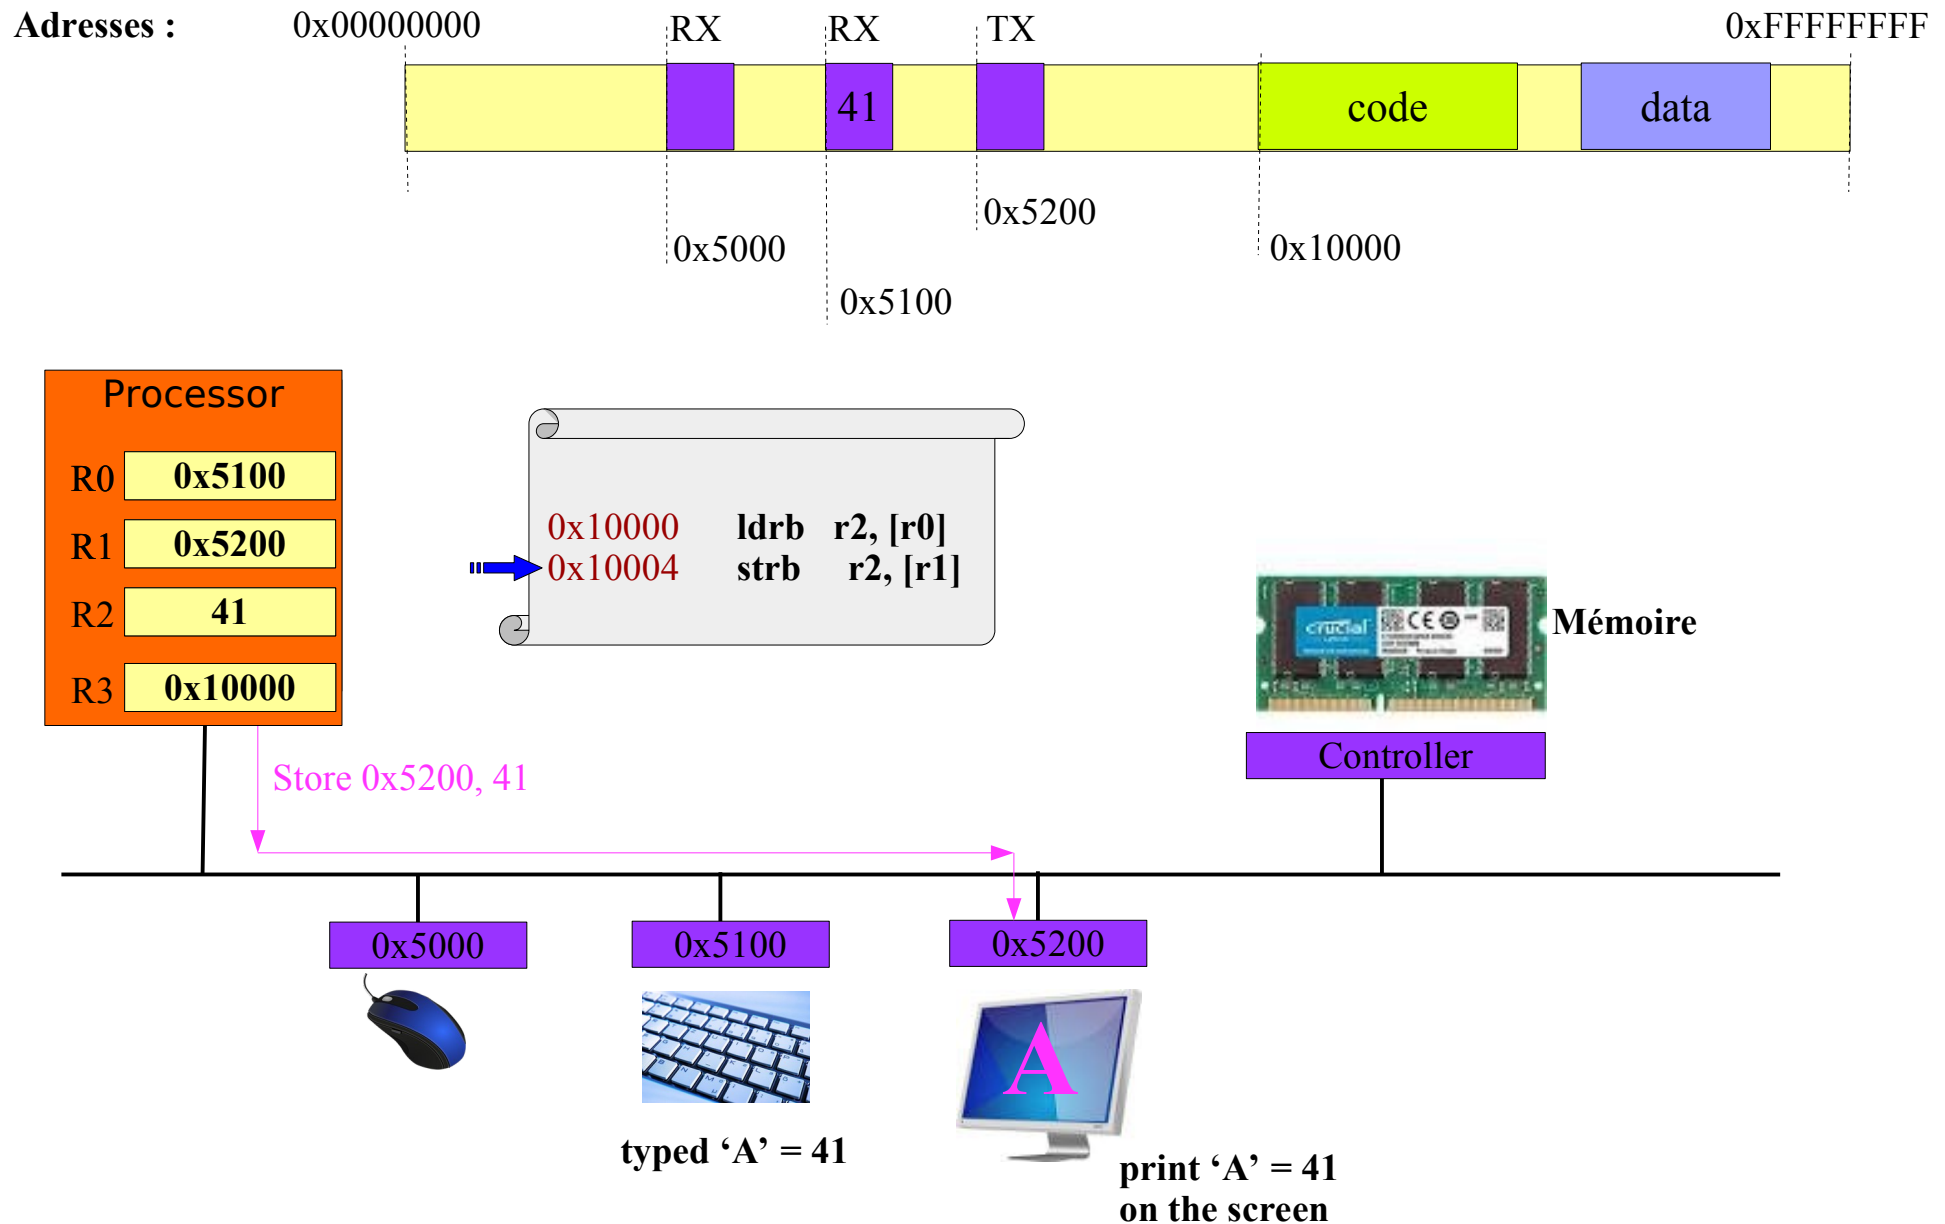 Adresses : 0x00000000 RX RX TX 0xFFFFFFFF
41 code data
0x5200
0x5000 0x10000
0x5100
Processor
R0 0x5100
R1 0x5200
R2 41
R3 0x10000
0x10000 ldrb r2, [r0]
0x10004 strb r2, [r1]
crucial
CE
Mémoire
Controller
Store 0x5200, 41
0x5000 0x5100 0x5200
A
typed ‘A’ = 41
print ‘A’ = 41
on the screen